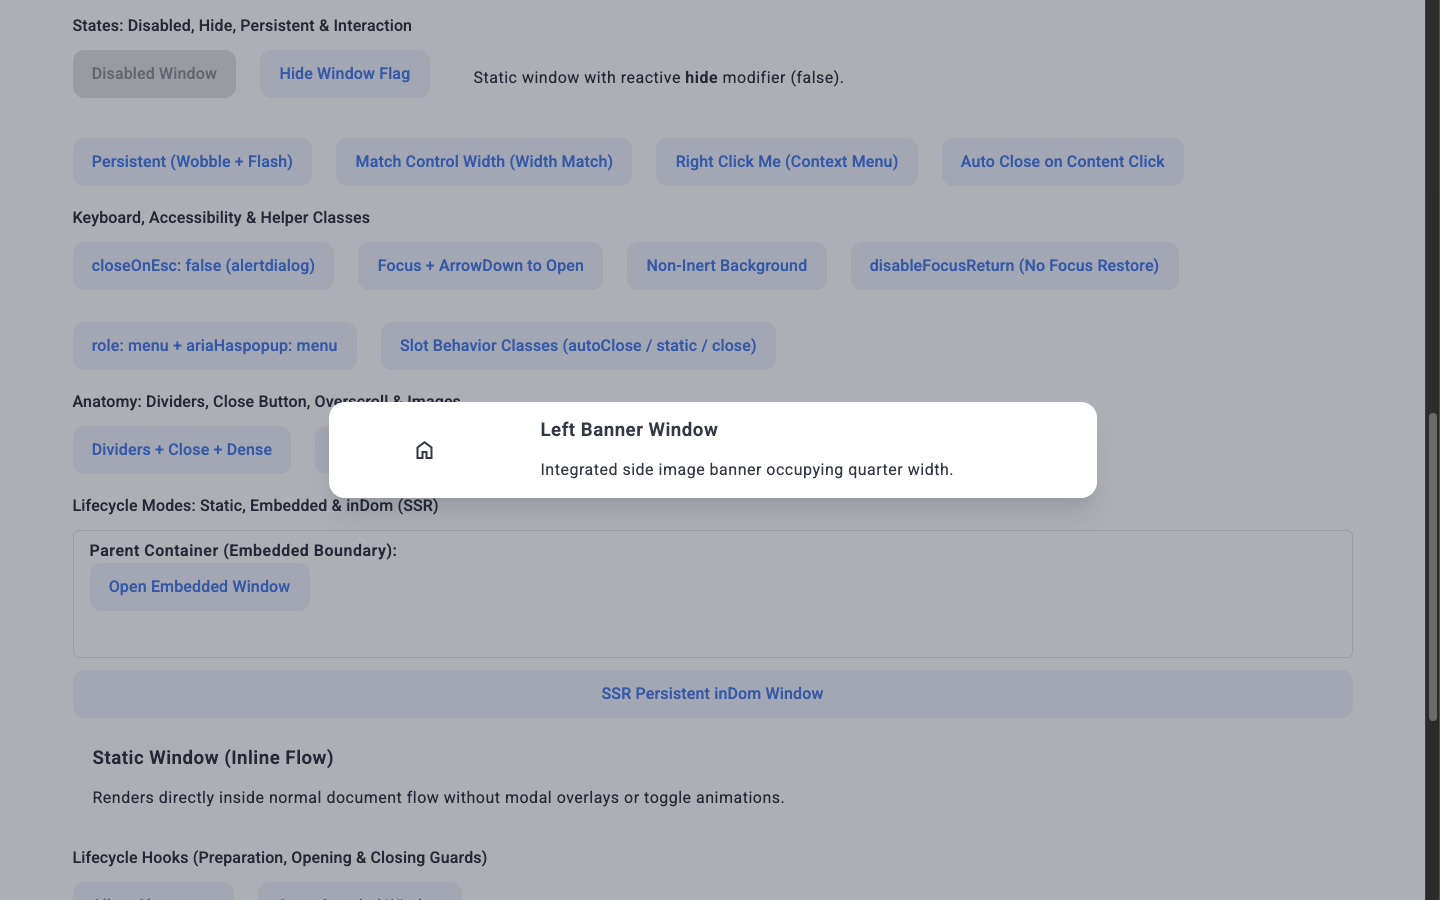 States: Disabled, Hide, Persistent & Interaction
Disabled Window
Hide Window Flag
Static window with reactive hide modifier (false).
Persistent (Wobble + Flash)
Match Control Width (Width Match)
Right Click Me (Context Menu)
Auto Close on Content Click
Keyboard, Accessibility & Helper Classes
closeOnEsc: false (alertdialog)
Focus + ArrowDown to Open
Non-Inert Background
disableFocusReturn (No Focus Restore)
role: menu + ariaHaspopup: menu
Slot Behavior Classes (autoClose / static / close)
Anatomy: Dividers, Close Button, Overscroll & Images
Dividers + Close + Dense
Left Banner Window
Integrated side image banner occupying quarter width.
Lifecycle Modes: Static, Embedded & inDom (SSR)
Parent Container (Embedded Boundary):
Open Embedded Window
SSR Persistent inDom Window
Static Window (Inline Flow)
Renders directly inside normal document flow without modal overlays or toggle animations.
Lifecycle Hooks (Preparation, Opening & Closing Guards)